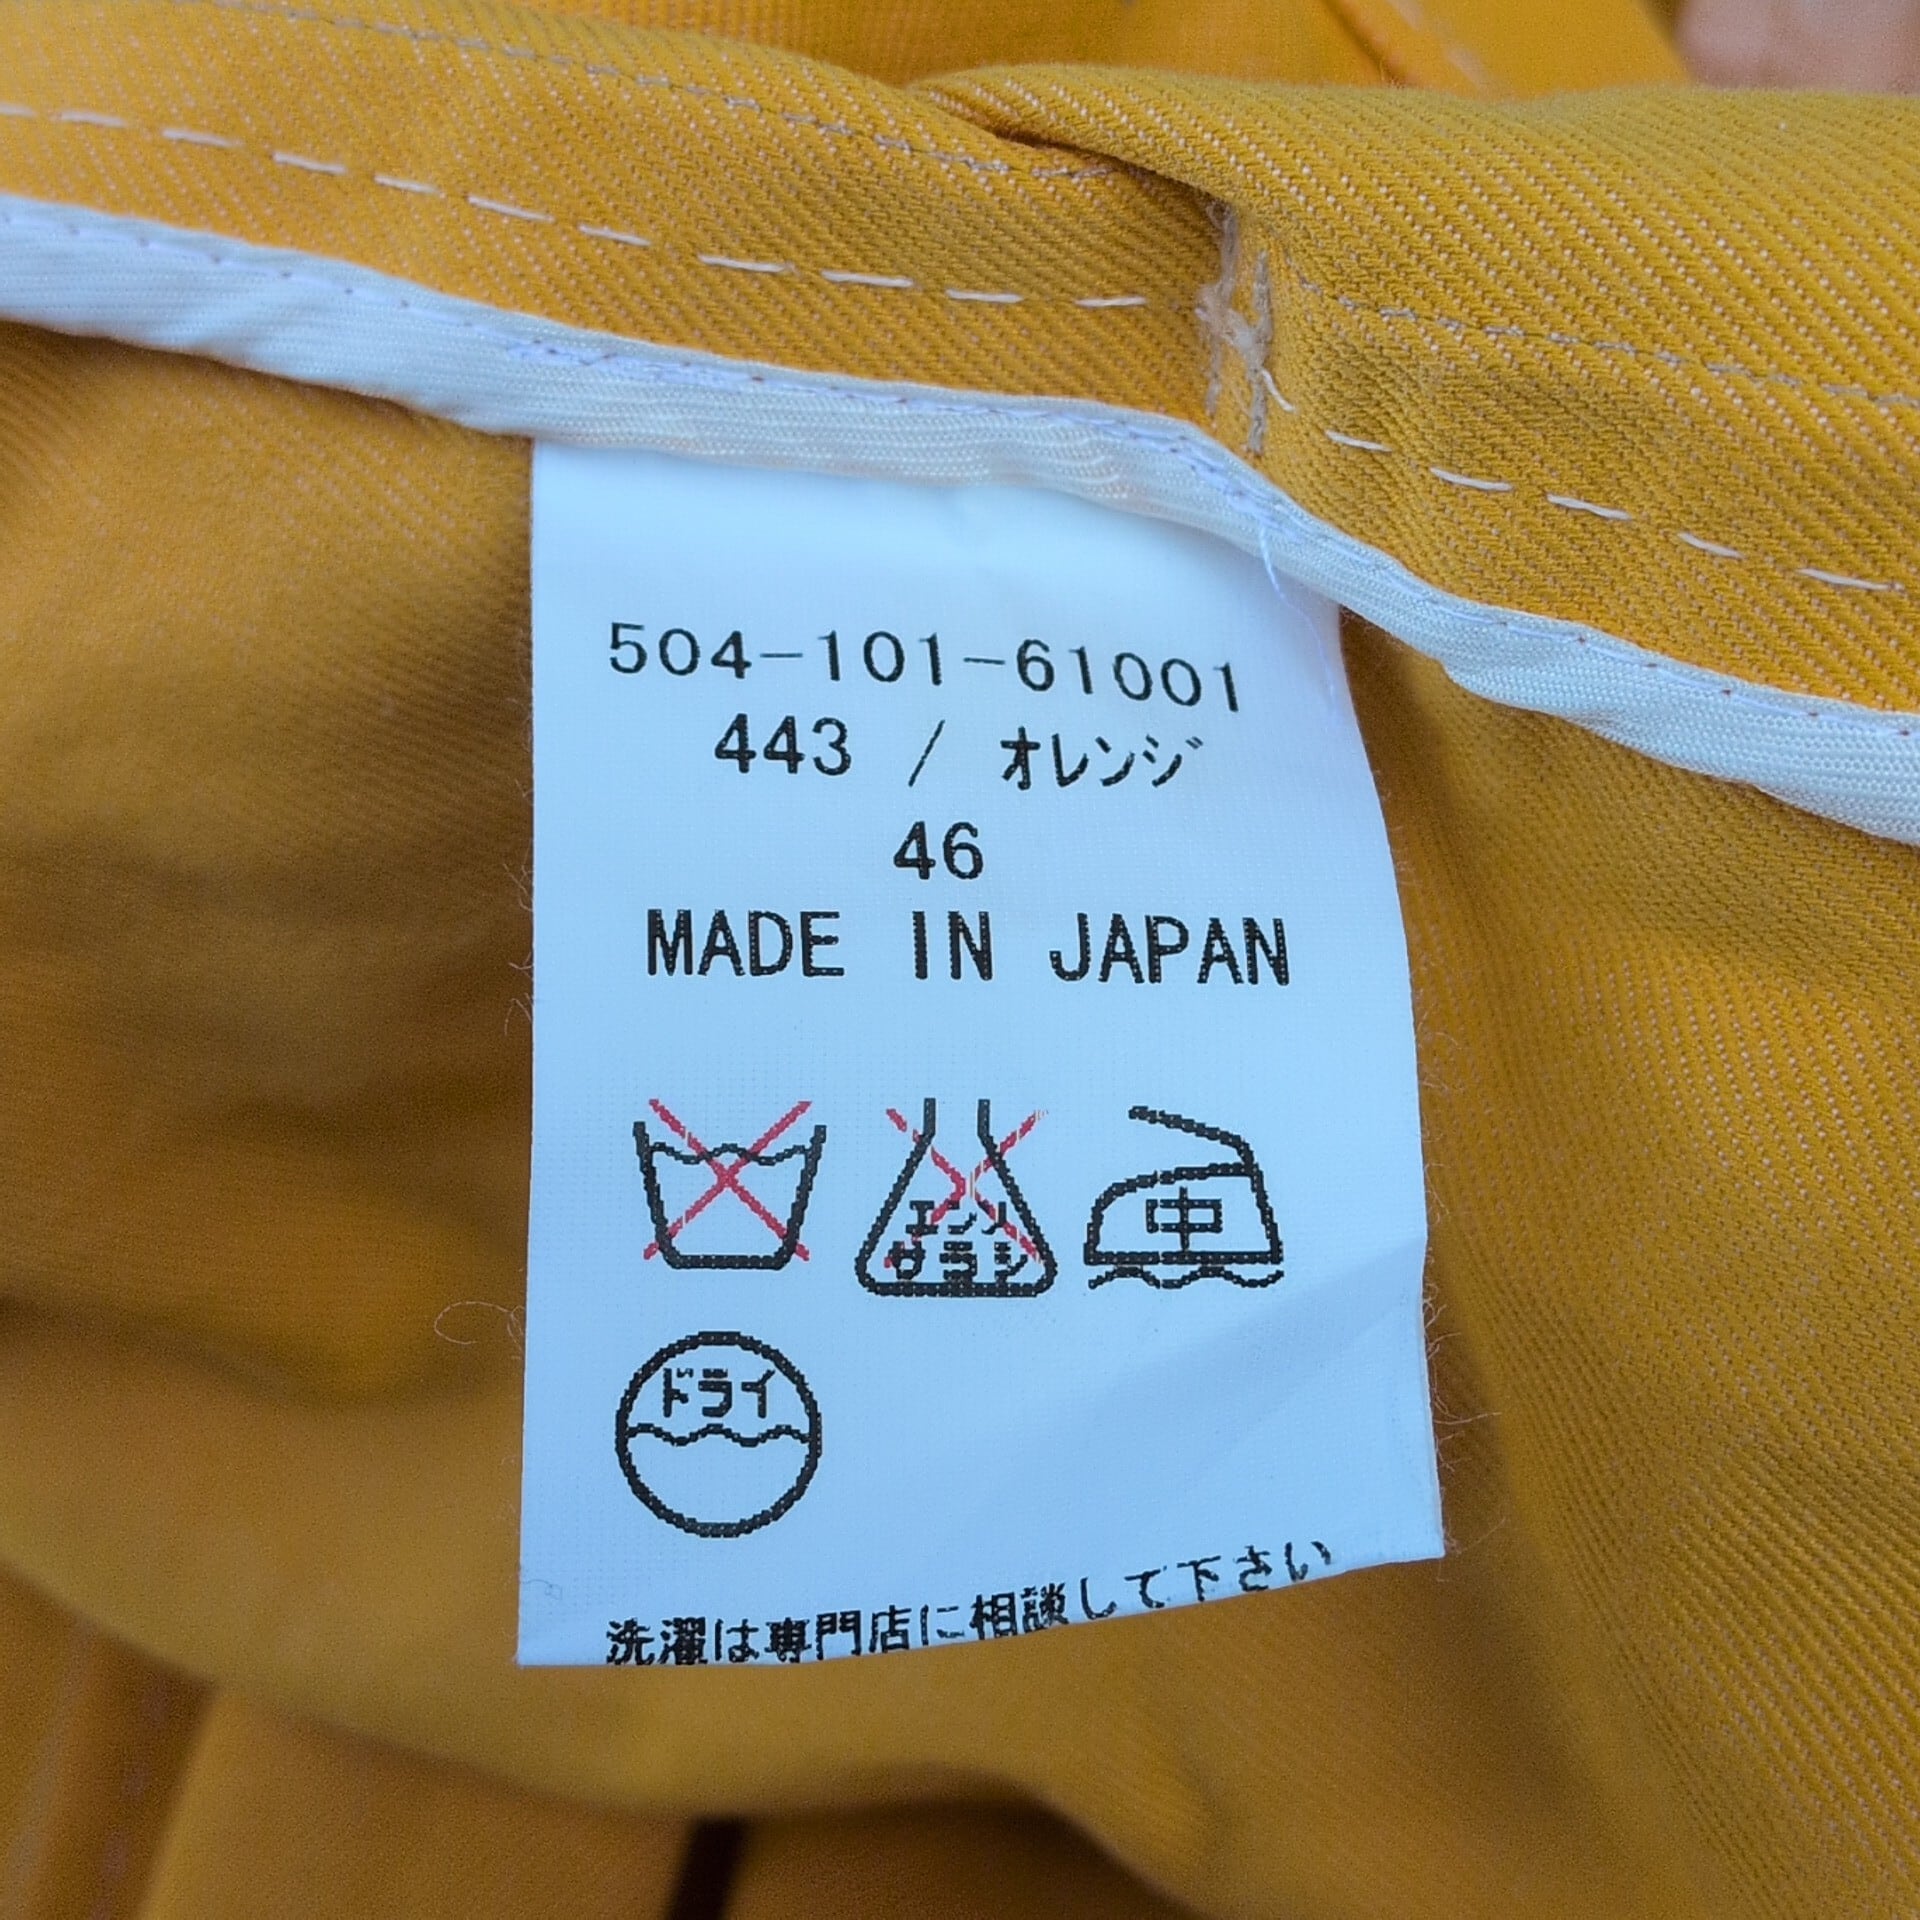 504-101-61001
443 / オレンジ
46
MADE IN JAPAN
エンソ
サラシ
中
ドライ
洗濯は専門店に相談して下さい